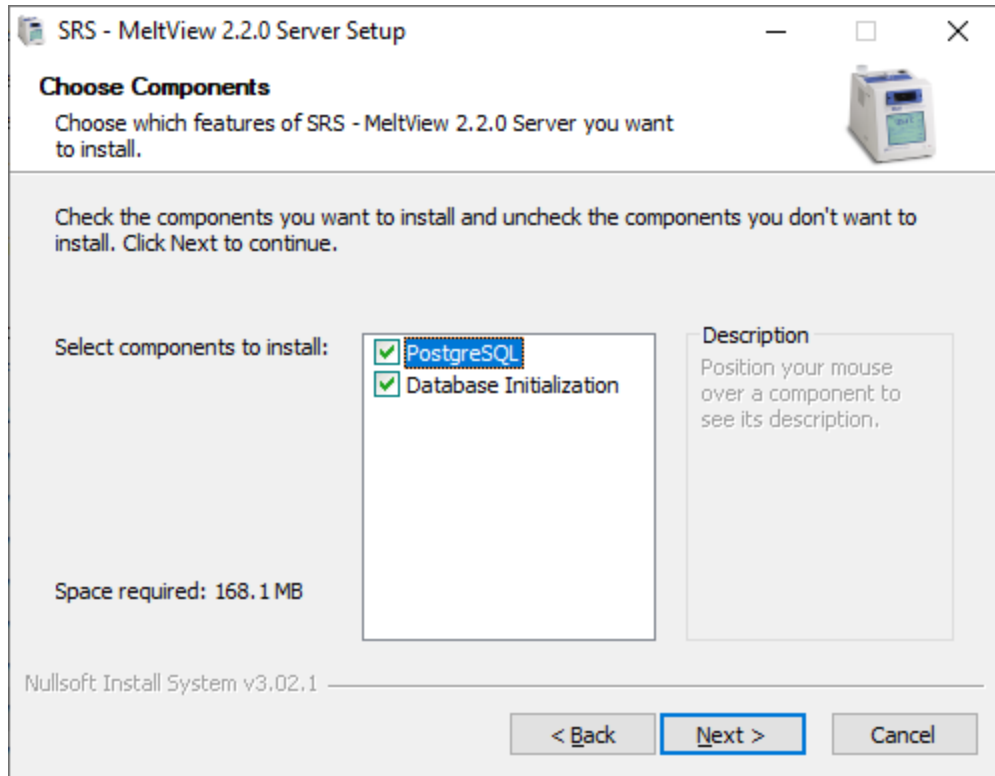 SRS - MeltView 2.2.0 Server Setup
Choose Components
Choose which features of SRS - MeltView 2.2.0 Server you want
to install.
Check the components you want to install and uncheck the components you don't want to
install. Click Next to continue.
Select components to install:
PostgreSQL
Database Initialization
Description
Position your mouse
over a component to
see its description.
Space required: 168.1 MB
Nullsoft Install System v3.02.1
< Back
Next >
Cancel